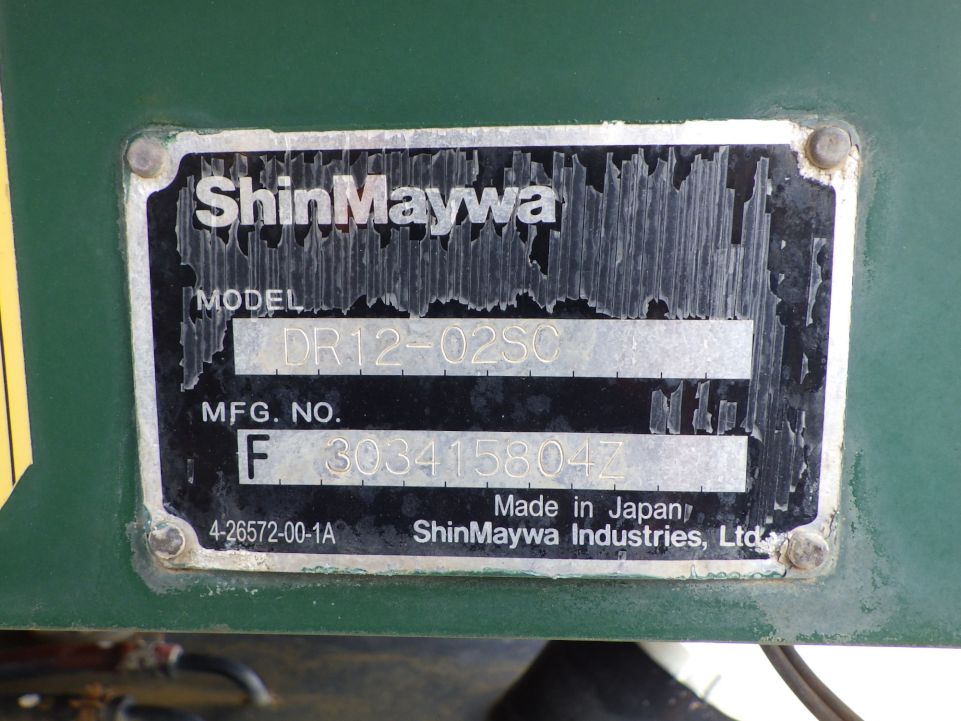 ShinMaywa
MODEL
DR12-02SC
MFG. NO.
F 303415804Z
Made in Japan
4-26572-00-1A ShinMaywa Industries, Ltd.